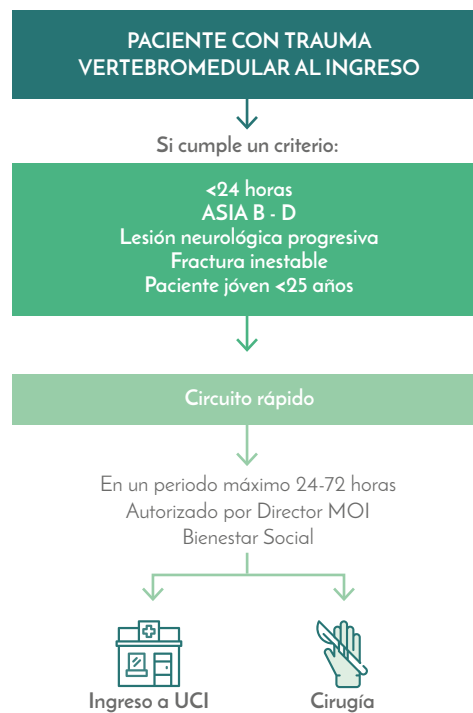 PACIENTE CON TRAUMA
VERTEBROMEDULAR AL INGRESO
Si cumple un criterio:
<24 horas
ASIA B - D
Lesión neurológica progresiva
Fractura inestable
Paciente jóven <25 años
Circuito rápido
En un periodo máximo 24-72 horas
Autorizado por Director MOI
Bienestar Social
Ingreso a UCI
Cirugía